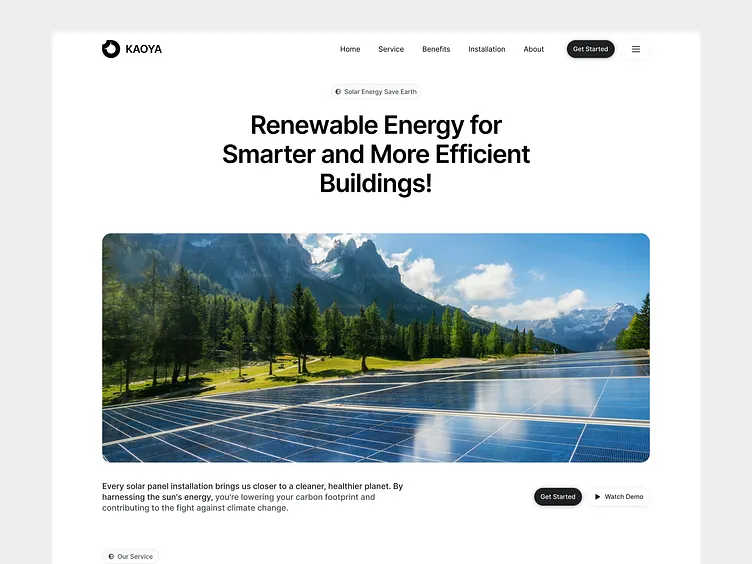 KAOYA
Home Service Benefits Installation About Get Started
Solar Energy Save Earth
Renewable Energy for
Smarter and More Efficient
Buildings!
Every solar panel installation brings us closer to a cleaner, healthier planet. By
harnessing the sun's energy, you're lowering your carbon footprint and
contributing to the fight against climate change.
Get Started
Watch Demo
Our Service